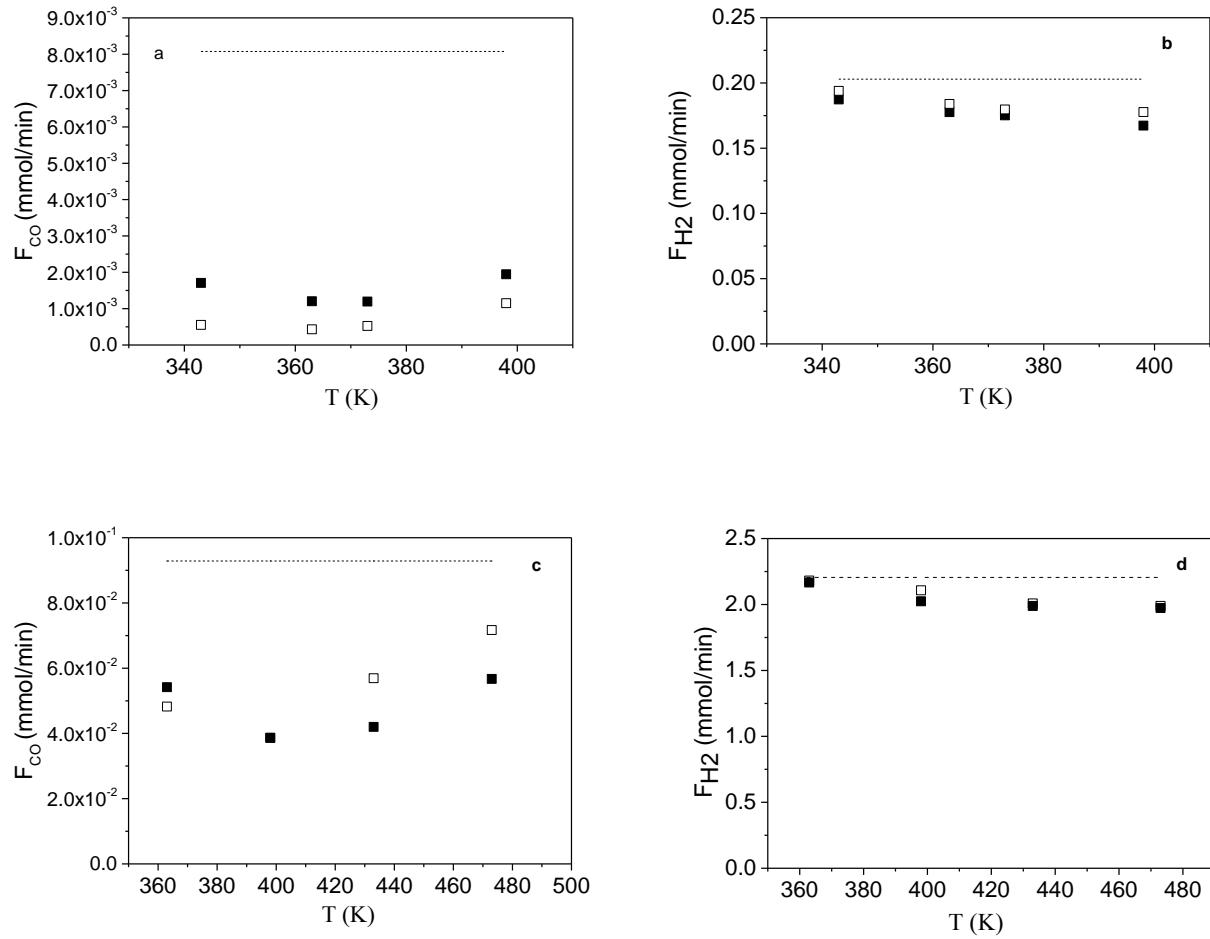 9.0x10⁻³
8.0x10⁻³
7.0x10⁻³
6.0x10⁻³
5.0x10⁻³
4.0x10⁻³
3.0x10⁻³
2.0x10⁻³
1.0x10⁻³
0.0
F_CO (mmol/min)
a
340 360 380 400
T (K)
0.25
0.20
0.15
0.10
0.05
0.00
F_H2 (mmol/min)
b
340 360 380 400
T (K)
1.0x10⁻¹
8.0x10⁻²
6.0x10⁻²
4.0x10⁻²
2.0x10⁻²
0.0
F_CO (mmol/min)
c
360 380 400 420 440 460 480 500
T (K)
2.5
2.0
1.5
1.0
0.5
0.0
F_H2 (mmol/min)
d
360 400 440 480
T (K)